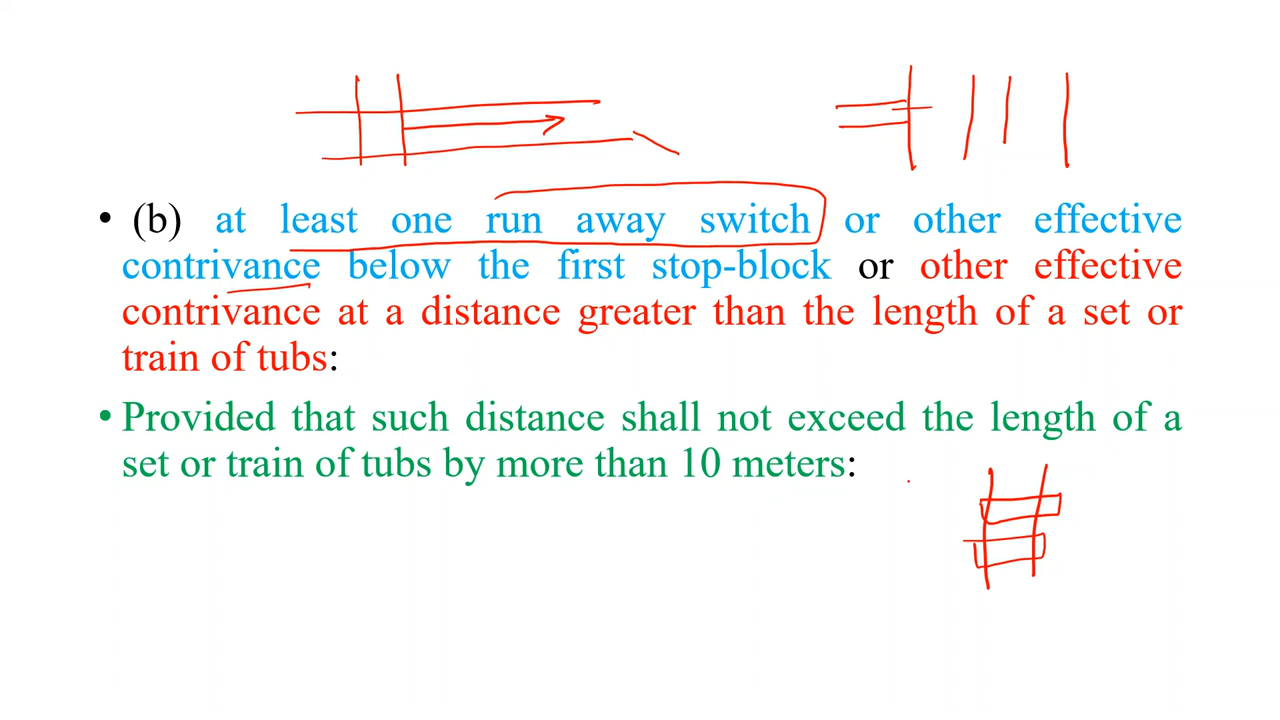 • (b) at least one run away switch or other effective
contrivance below the first stop-block or other effective
contrivance at a distance greater than the length of a set or
train of tubs:
• Provided that such distance shall not exceed the length of a
set or train of tubs by more than 10 meters: